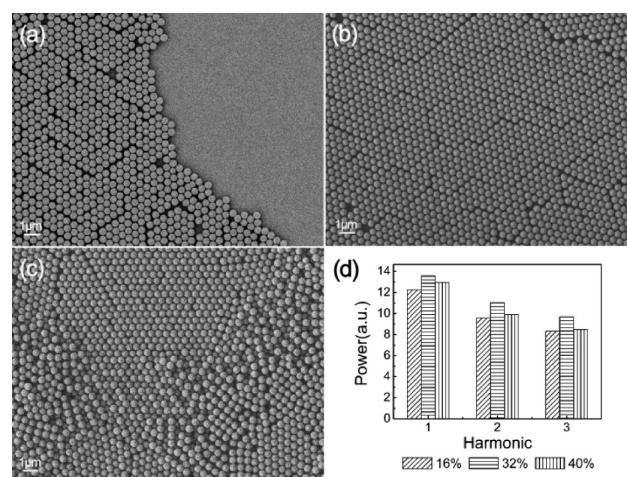 (a)
1µm
(b)
1µm
(c)
1µm
(d)
14
12
10
8
6
4
2
0
Power(a.u.)
1 2 3
Harmonic
16% 32% 40%